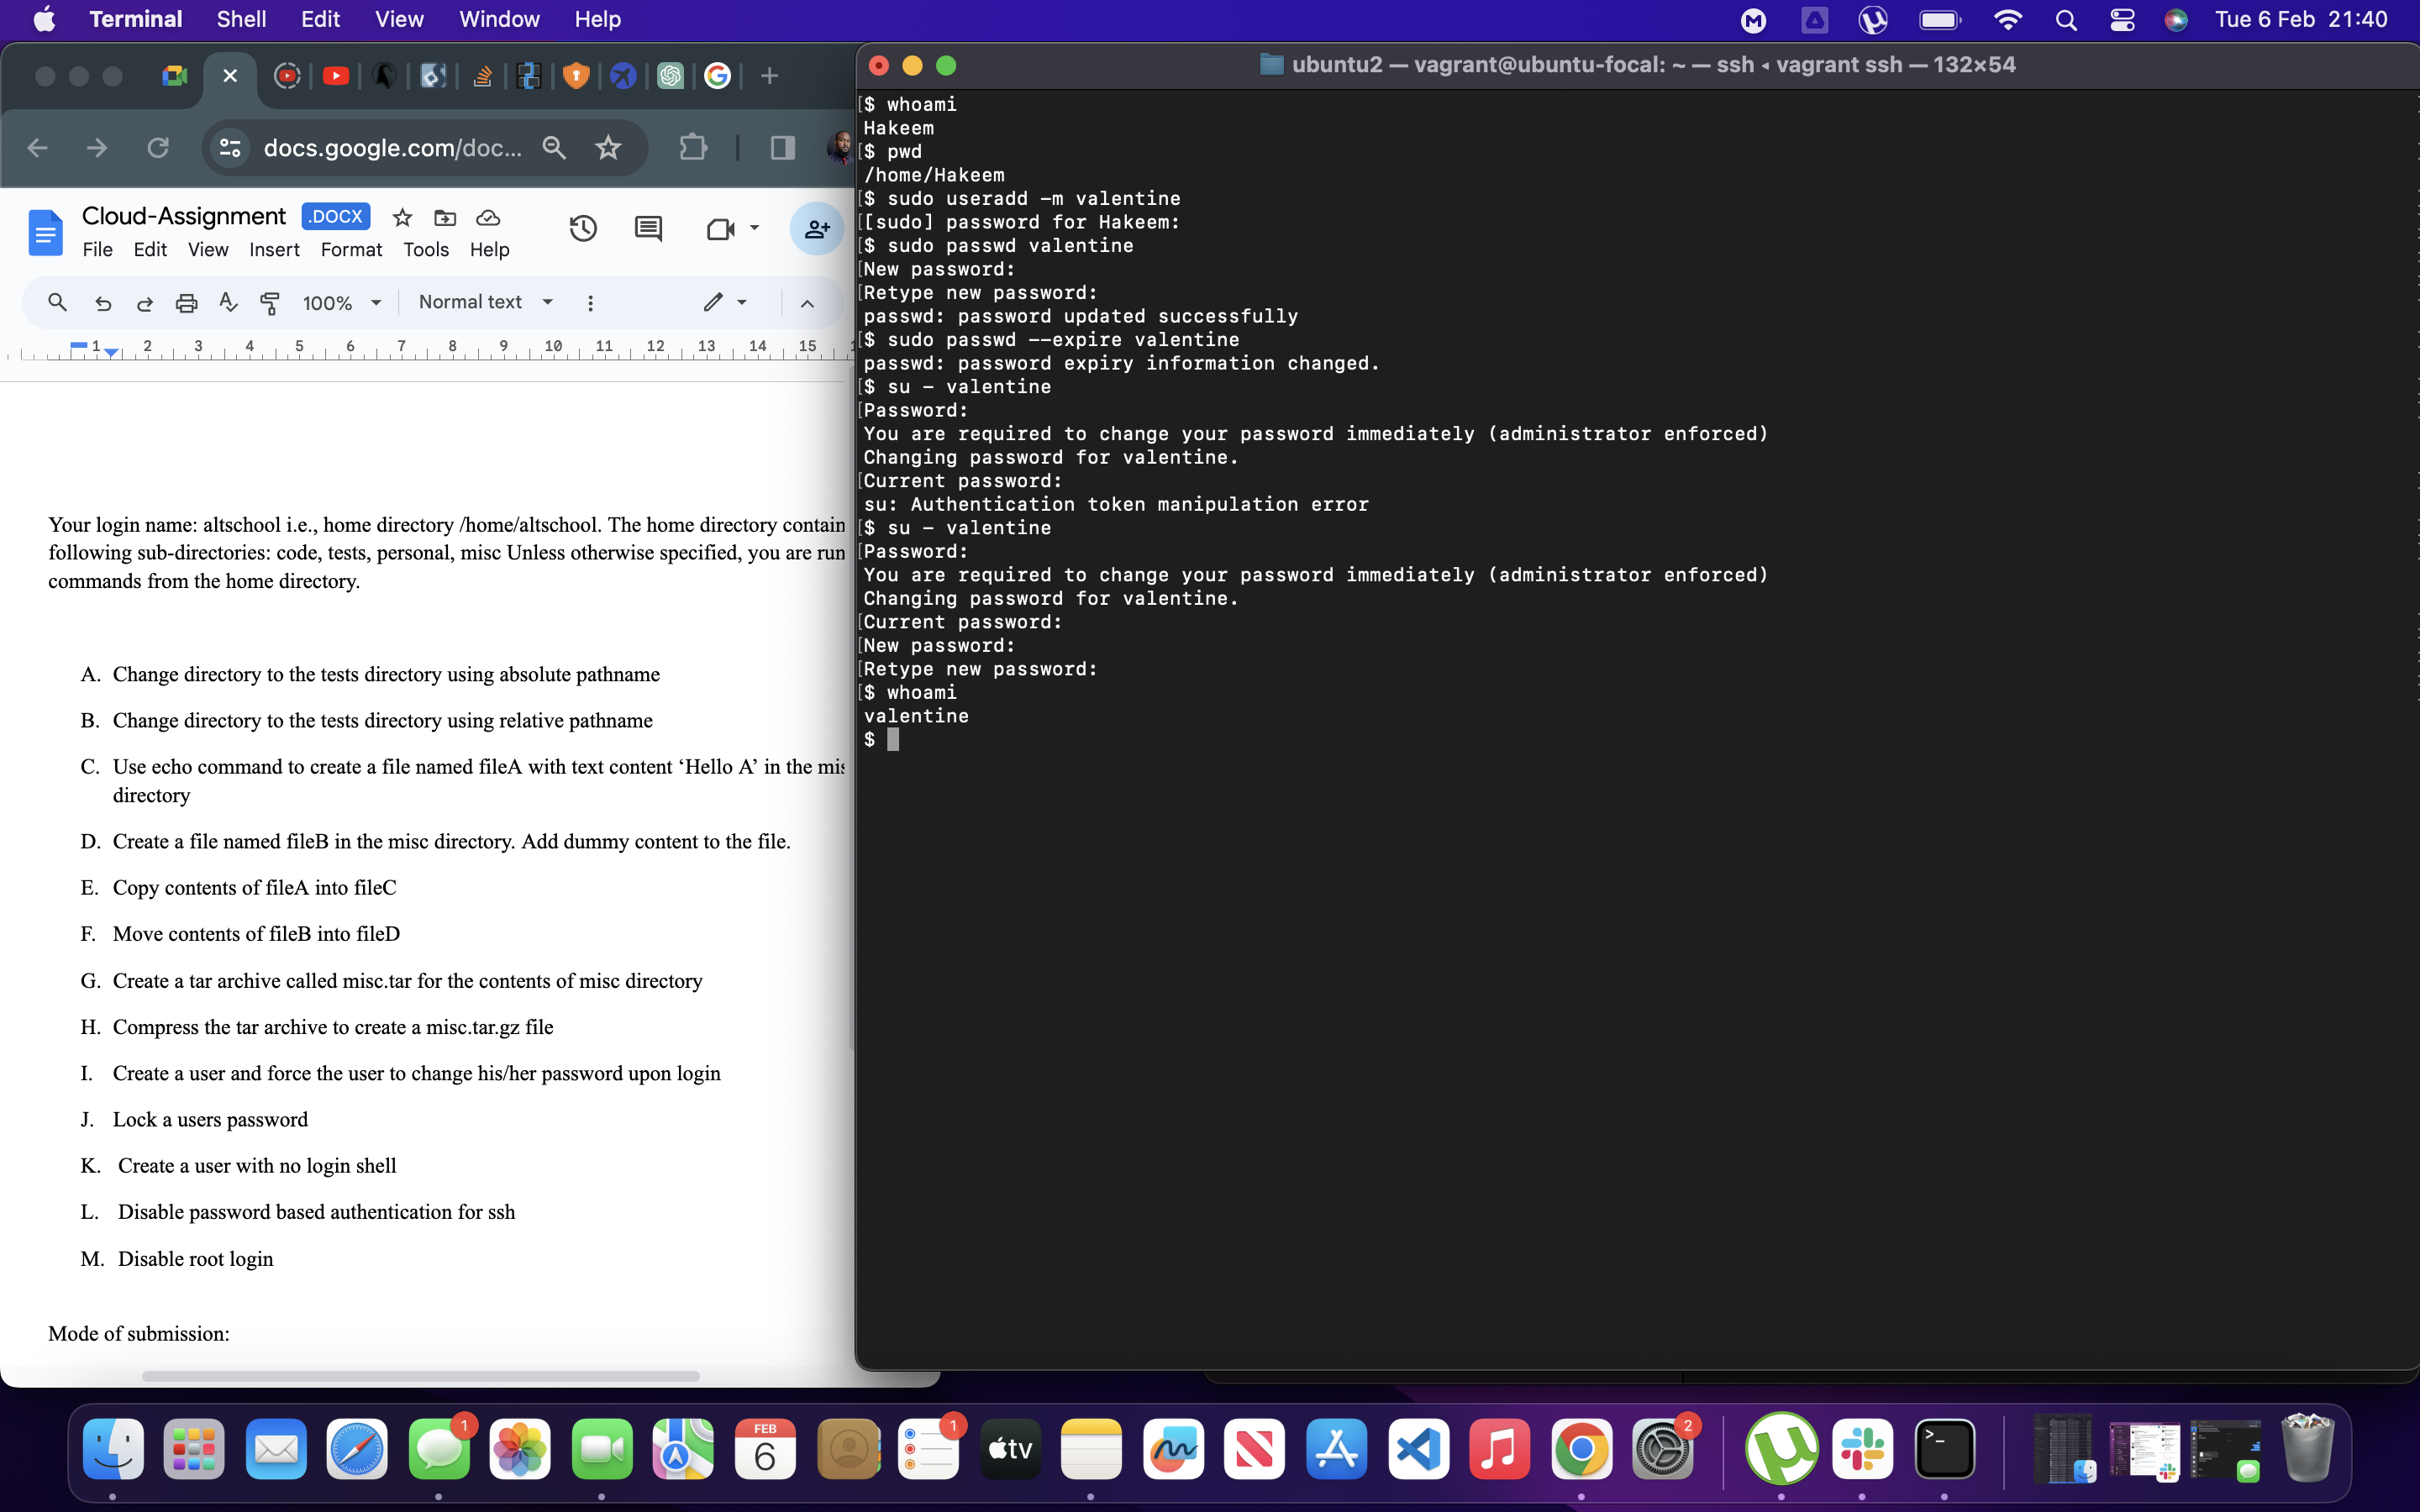 Terminal Shell Edit View Window Help
Tue 6 Feb 21:40
docs.google.com/doc...
Cloud-Assignment .DOCX
File Edit View Insert Format Tools Help
100% Normal text
1 2 3 4 5 6 7 8 9 10 11 12 13 14 15
Your login name: altschool i.e., home directory /home/altschool. The home directory contain
following sub-directories: code, tests, personal, misc Unless otherwise specified, you are run
commands from the home directory.
A. Change directory to the tests directory using absolute pathname
B. Change directory to the tests directory using relative pathname
C. Use echo command to create a file named fileA with text content ‘Hello A’ in the mis
directory
D. Create a file named fileB in the misc directory. Add dummy content to the file.
E. Copy contents of fileA into fileC
F. Move contents of fileB into fileD
G. Create a tar archive called misc.tar for the contents of misc directory
H. Compress the tar archive to create a misc.tar.gz file
I. Create a user and force the user to change his/her password upon login
J. Lock a users password
K. Create a user with no login shell
L. Disable password based authentication for ssh
M. Disable root login
Mode of submission:
ubuntu2 — vagrant@ubuntu-focal: ~ — ssh ◂ vagrant ssh — 132×54
[$ whoami
Hakeem
[$ pwd
/home/Hakeem
[$ sudo useradd -m valentine
[[sudo] password for Hakeem:
[$ sudo passwd valentine
[New password:
[Retype new password:
passwd: password updated successfully
[$ sudo passwd --expire valentine
passwd: password expiry information changed.
[$ su - valentine
[Password:
You are required to change your password immediately (administrator enforced)
Changing password for valentine.
[Current password:
su: Authentication token manipulation error
[$ su - valentine
[Password:
You are required to change your password immediately (administrator enforced)
Changing password for valentine.
[Current password:
[New password:
[Retype new password:
[$ whoami
valentine
$
1
FEB
6
1
tv
2